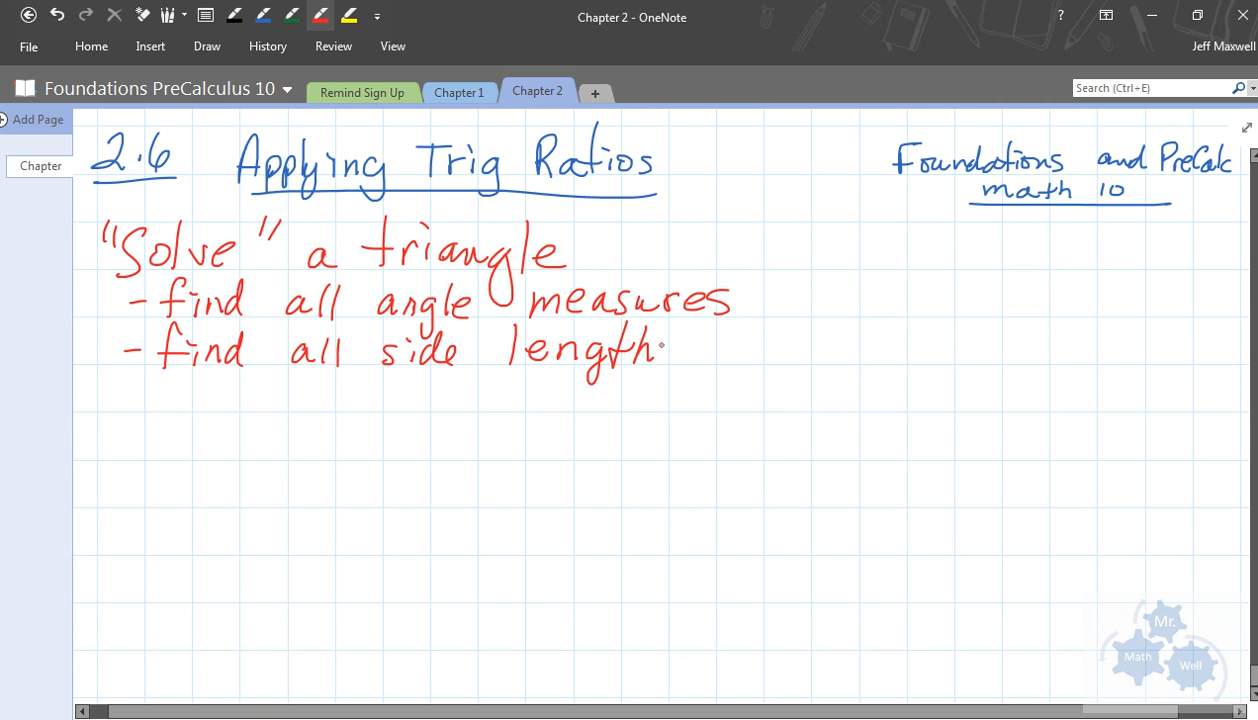 Chapter 2 - OneNote
?
File Home Insert Draw History Review View
Jeff Maxwell
Foundations PreCalculus 10
Remind Sign Up Chapter 1 Chapter 2 +
Search (Ctrl+E)
Add Page
Chapter
2.6 Applying Trig Ratios
Foundations and PreCalc
math 10
"Solve" a triangle
- find all angle measures
- find all side length
Mr.
Math
Well